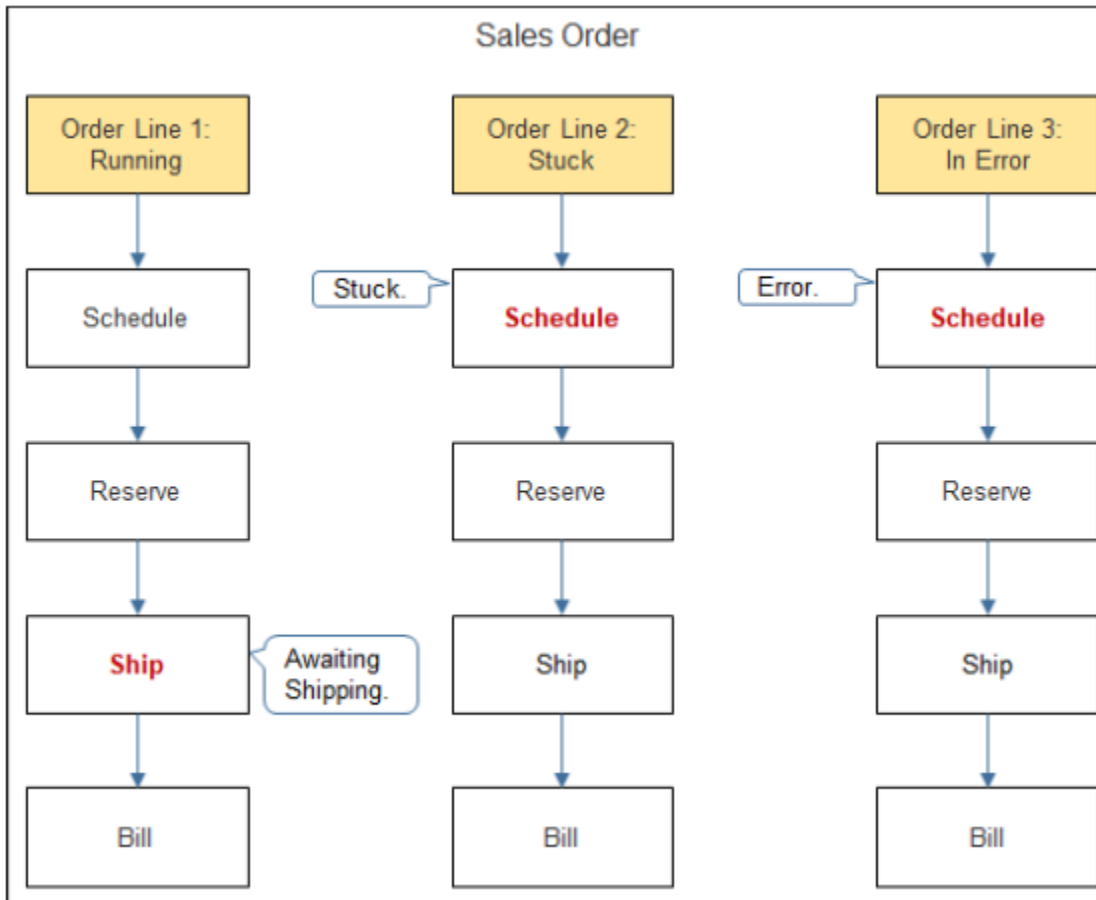 Sales Order
Order Line 1:
Running
Order Line 2:
Stuck
Order Line 3:
In Error
Schedule
Stuck.
Schedule
Error.
Schedule
Reserve
Reserve
Reserve
Ship
Awaiting
Shipping.
Ship
Ship
Bill
Bill
Bill